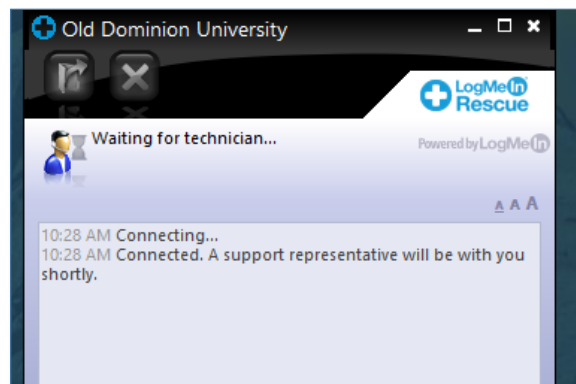 Old Dominion University
LogMeIn
Rescue
Waiting for technician...
Powered by LogMeIn
A A A
10:28 AM Connecting...
10:28 AM Connected. A support representative will be with you
shortly.